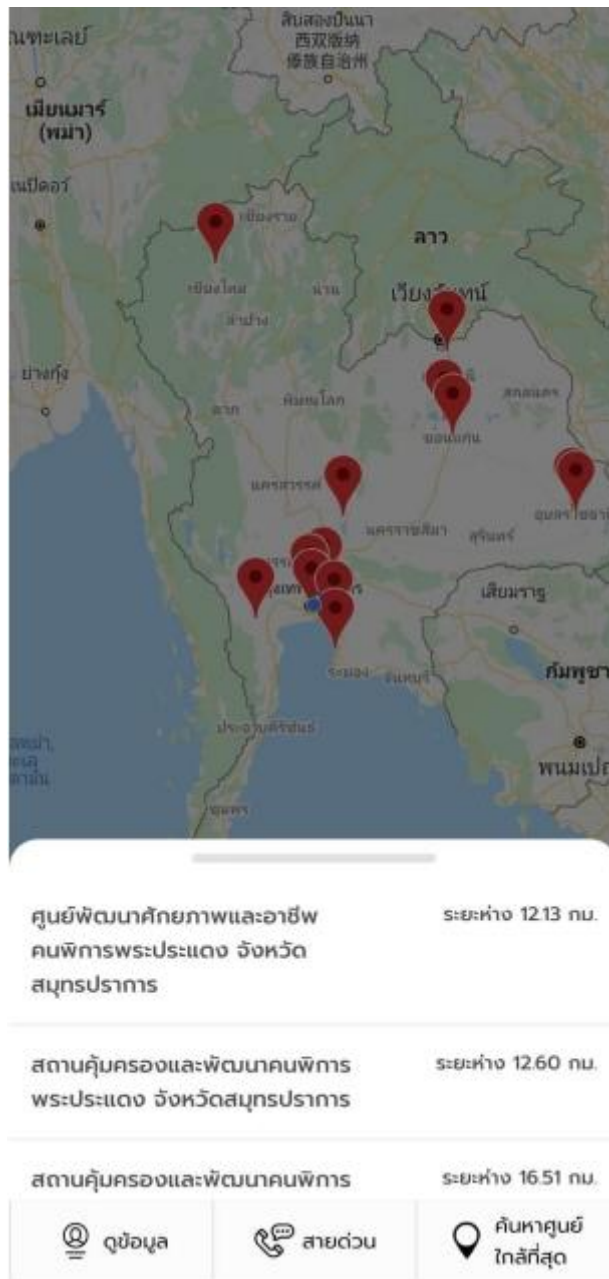 สิบสองปันนา
西双版纳
傣族自治州
ณฑะเลย์
เมียนมาร์
(พม่า)
เนปิดอว์
เชียงราย
ลาว
เชียงใหม่
น่าน
เวียงจันทน์
ลำปาง
ย่างกุ้ง
ตาก
พิษณุโลก
สกลนคร
ขอนแก่น
นครสวรรค์
นครราชสีมา
สุรินทร์
เสียมราฐ
ระยอง
จันทบุรี
กัมพูชา
ประจวบคีรีขันธ์
พนมเปญ
ชุมพร
ศูนย์พัฒนาศักยภาพและอาชีพ
คนพิการพระประแดง จังหวัด
สมุทรปราการ
ระยะห่าง 12.13 กม.
สถานคุ้มครองและพัฒนาคนพิการ
พระประแดง จังหวัดสมุทรปราการ
ระยะห่าง 12.60 กม.
สถานคุ้มครองและพัฒนาคนพิการ
ระยะห่าง 16.51 กม.
ดูข้อมูล
สายด่วน
ค้นหาศูนย์
ใกล้ที่สุด